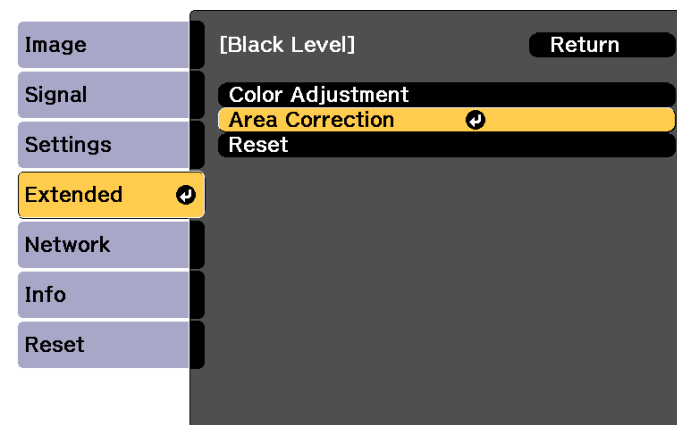 Image
Signal
Settings
Extended
Network
Info
Reset
[Black Level]
Return
Color Adjustment
Area Correction
Reset